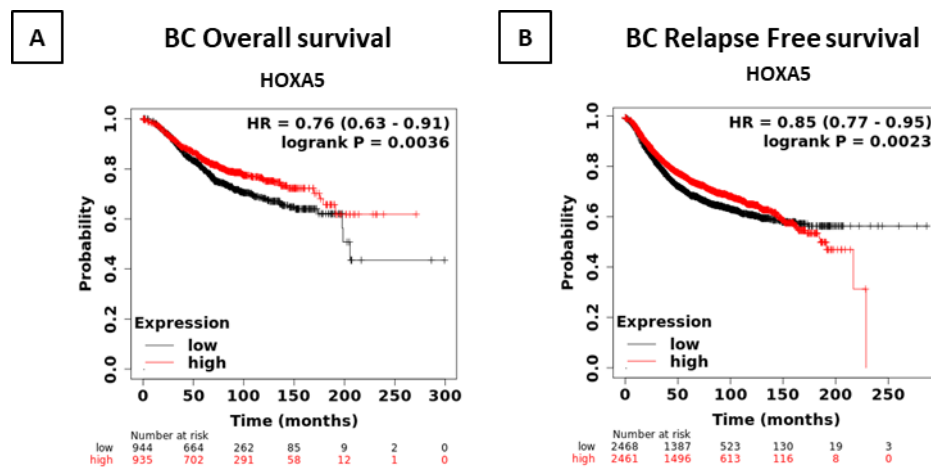 A
BC Overall survival
HOXA5
HR = 0.76 (0.63 - 0.91)
logrank P = 0.0036
Probability
0.0 0.2 0.4 0.6 0.8 1.0
Expression
low
high
0 50 100 150 200 250 300
Time (months)
Number at risk
low 944 664 262 85 9 2 0
high 935 702 291 58 12 1 0
B
BC Relapse Free survival
HOXA5
HR = 0.85 (0.77 - 0.95)
logrank P = 0.0023
Probability
0.0 0.2 0.4 0.6 0.8 1.0
Expression
low
high
0 50 100 150 200 250
Time (months)
Number at risk
low 2468 1387 523 130 19 3
high 2461 1496 613 116 8 0